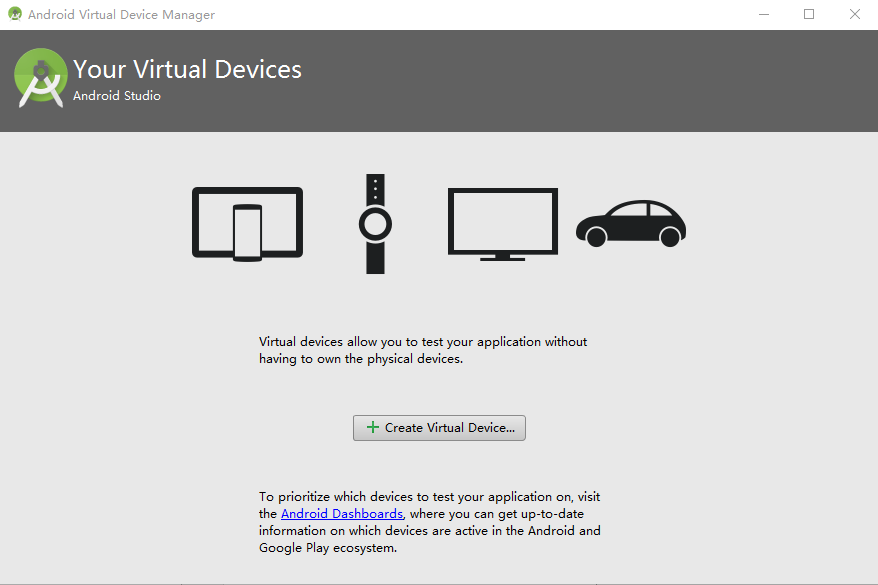 Android Virtual Device Manager
Your Virtual Devices
Android Studio
Virtual devices allow you to test your application without
having to own the physical devices.
Create Virtual Device...
To prioritize which devices to test your application on, visit
the Android Dashboards, where you can get up-to-date
information on which devices are active in the Android and
Google Play ecosystem.